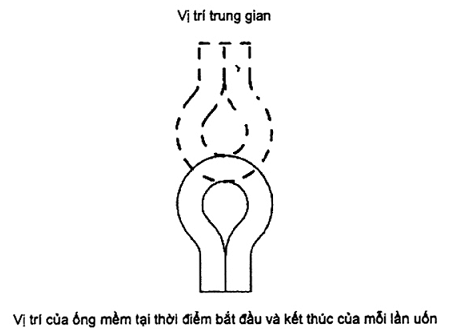 Vị trí trung gian
Vị trí của ống mềm tại thời điểm bắt đầu và kết thúc của mỗi lần uốn